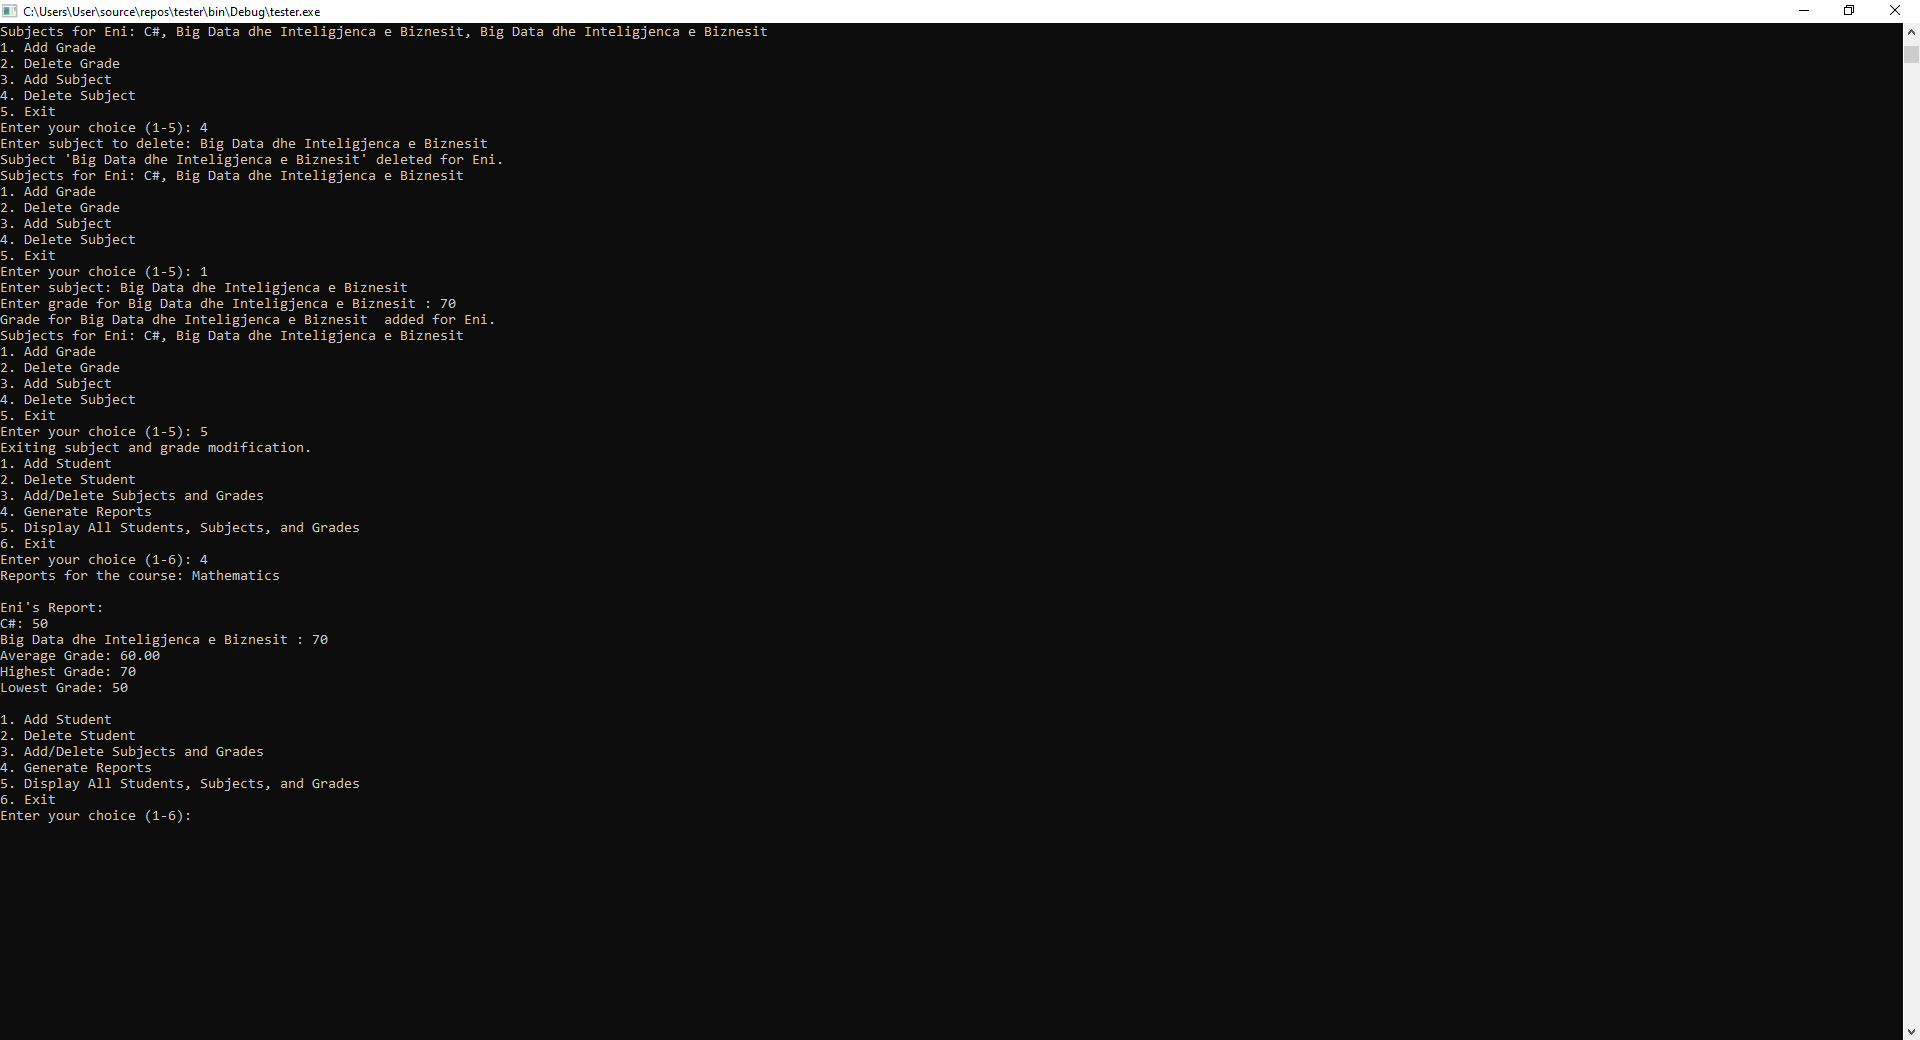 C:\Users\User\source\repos\tester\bin\Debug\tester.exe
Subjects for Eni: C#, Big Data dhe Inteligjenca e Biznesit, Big Data dhe Inteligjenca e Biznesit
1. Add Grade
2. Delete Grade
3. Add Subject
4. Delete Subject
5. Exit
Enter your choice (1-5): 4
Enter subject to delete: Big Data dhe Inteligjenca e Biznesit
Subject 'Big Data dhe Inteligjenca e Biznesit' deleted for Eni.
Subjects for Eni: C#, Big Data dhe Inteligjenca e Biznesit
1. Add Grade
2. Delete Grade
3. Add Subject
4. Delete Subject
5. Exit
Enter your choice (1-5): 1
Enter subject: Big Data dhe Inteligjenca e Biznesit
Enter grade for Big Data dhe Inteligjenca e Biznesit : 70
Grade for Big Data dhe Inteligjenca e Biznesit  added for Eni.
Subjects for Eni: C#, Big Data dhe Inteligjenca e Biznesit
1. Add Grade
2. Delete Grade
3. Add Subject
4. Delete Subject
5. Exit
Enter your choice (1-5): 5
Exiting subject and grade modification.
1. Add Student
2. Delete Student
3. Add/Delete Subjects and Grades
4. Generate Reports
5. Display All Students, Subjects, and Grades
6. Exit
Enter your choice (1-6): 4
Reports for the course: Mathematics

Eni's Report:
C#: 50
Big Data dhe Inteligjenca e Biznesit : 70
Average Grade: 60.00
Highest Grade: 70
Lowest Grade: 50

1. Add Student
2. Delete Student
3. Add/Delete Subjects and Grades
4. Generate Reports
5. Display All Students, Subjects, and Grades
6. Exit
Enter your choice (1-6):